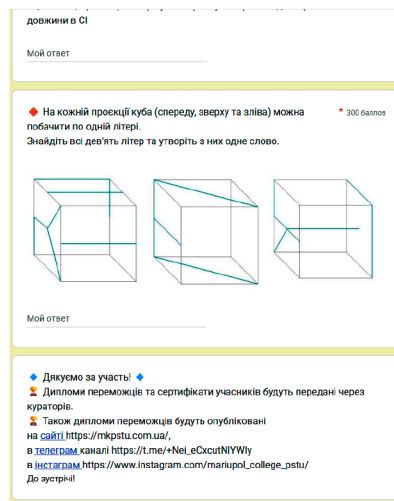 довжини в СІ
Мой ответ
На кожній проєкції куба (спереду, зверху та зліва) можна
побачити по одній літері.
* 300 баллов
Знайдіть всі дев'ять літер та утворіть з них одне слово.
Мой ответ
Дякуємо за участь!
Дипломи переможців та сертифікати учасників будуть передані через
кураторів.
Також дипломи переможців будуть опубліковані
на сайті https://mkpstu.com.ua/,
в телеграм каналі https://t.me/+Nei_eCxcutNIYWIy
в інстаграм https://www.instagram.com/mariupol_college_pstu/
До зустрічі!